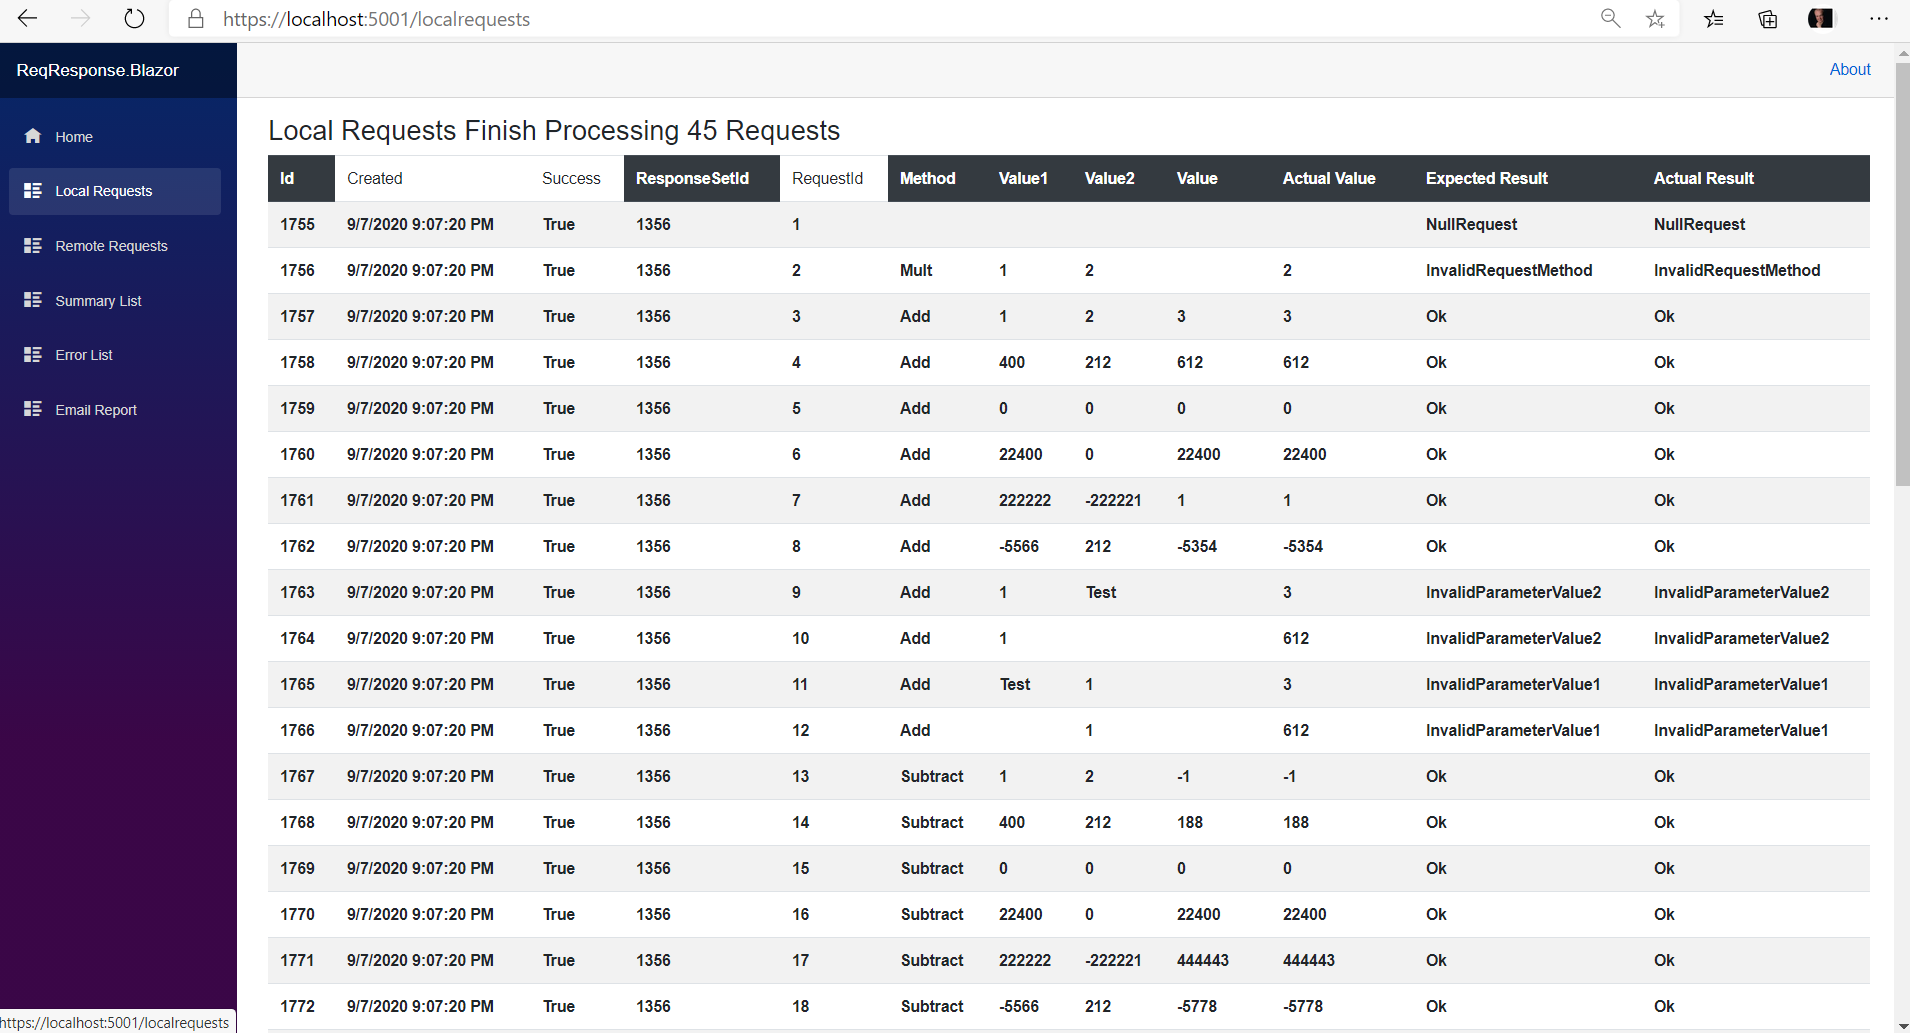 https://localhost:5001/localrequests
ReqResponse.Blazor
About
Home
Local Requests
Remote Requests
Summary List
Error List
Email Report
Local Requests Finish Processing 45 Requests
Id Created Success ResponseSetId RequestId Method Value1 Value2 Value Actual Value Expected Result Actual Result
1755 9/7/2020 9:07:20 PM True 1356 1 NullRequest NullRequest
1756 9/7/2020 9:07:20 PM True 1356 2 Mult 1 2 2 InvalidRequestMethod InvalidRequestMethod
1757 9/7/2020 9:07:20 PM True 1356 3 Add 1 2 3 3 Ok Ok
1758 9/7/2020 9:07:20 PM True 1356 4 Add 400 212 612 612 Ok Ok
1759 9/7/2020 9:07:20 PM True 1356 5 Add 0 0 0 0 Ok Ok
1760 9/7/2020 9:07:20 PM True 1356 6 Add 22400 0 22400 22400 Ok Ok
1761 9/7/2020 9:07:20 PM True 1356 7 Add 222222 -222221 1 1 Ok Ok
1762 9/7/2020 9:07:20 PM True 1356 8 Add -5566 212 -5354 -5354 Ok Ok
1763 9/7/2020 9:07:20 PM True 1356 9 Add 1 Test 3 InvalidParameterValue2 InvalidParameterValue2
1764 9/7/2020 9:07:20 PM True 1356 10 Add 1 612 InvalidParameterValue2 InvalidParameterValue2
1765 9/7/2020 9:07:20 PM True 1356 11 Add Test 1 3 InvalidParameterValue1 InvalidParameterValue1
1766 9/7/2020 9:07:20 PM True 1356 12 Add 1 612 InvalidParameterValue1 InvalidParameterValue1
1767 9/7/2020 9:07:20 PM True 1356 13 Subtract 1 2 -1 -1 Ok Ok
1768 9/7/2020 9:07:20 PM True 1356 14 Subtract 400 212 188 188 Ok Ok
1769 9/7/2020 9:07:20 PM True 1356 15 Subtract 0 0 0 0 Ok Ok
1770 9/7/2020 9:07:20 PM True 1356 16 Subtract 22400 0 22400 22400 Ok Ok
1771 9/7/2020 9:07:20 PM True 1356 17 Subtract 222222 -222221 444443 444443 Ok Ok
1772 9/7/2020 9:07:20 PM True 1356 18 Subtract -5566 212 -5778 -5778 Ok Ok
https://localhost:5001/localrequests